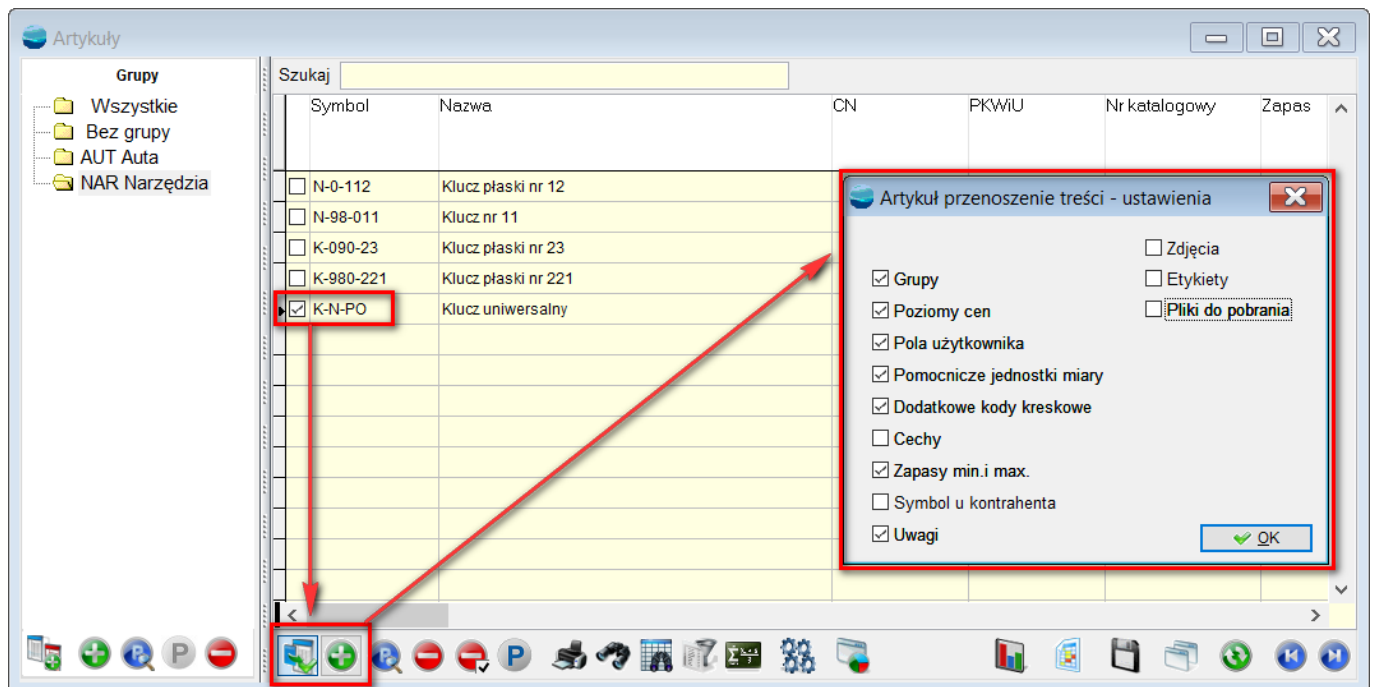 Artykuły
Grupy
Wszystkie
Bez grupy
AUT Auta
NAR Narzędzia
Szukaj
Symbol Nazwa CN PKWiU Nr katalogowy Zapas
N-0-112 Klucz płaski nr 12
N-98-011 Klucz nr 11
K-090-23 Klucz płaski nr 23
K-980-221 Klucz płaski nr 221
K-N-PO Klucz uniwersalny
Artykuł przenoszenie treści - ustawienia
Grupy
Poziomy cen
Pola użytkownika
Pomocnicze jednostki miary
Dodatkowe kody kreskowe
Cechy
Zapasy min.i max.
Symbol u kontrahenta
Uwagi
Zdjęcia
Etykiety
Pliki do pobrania
OK
P
P
P
P
K
N